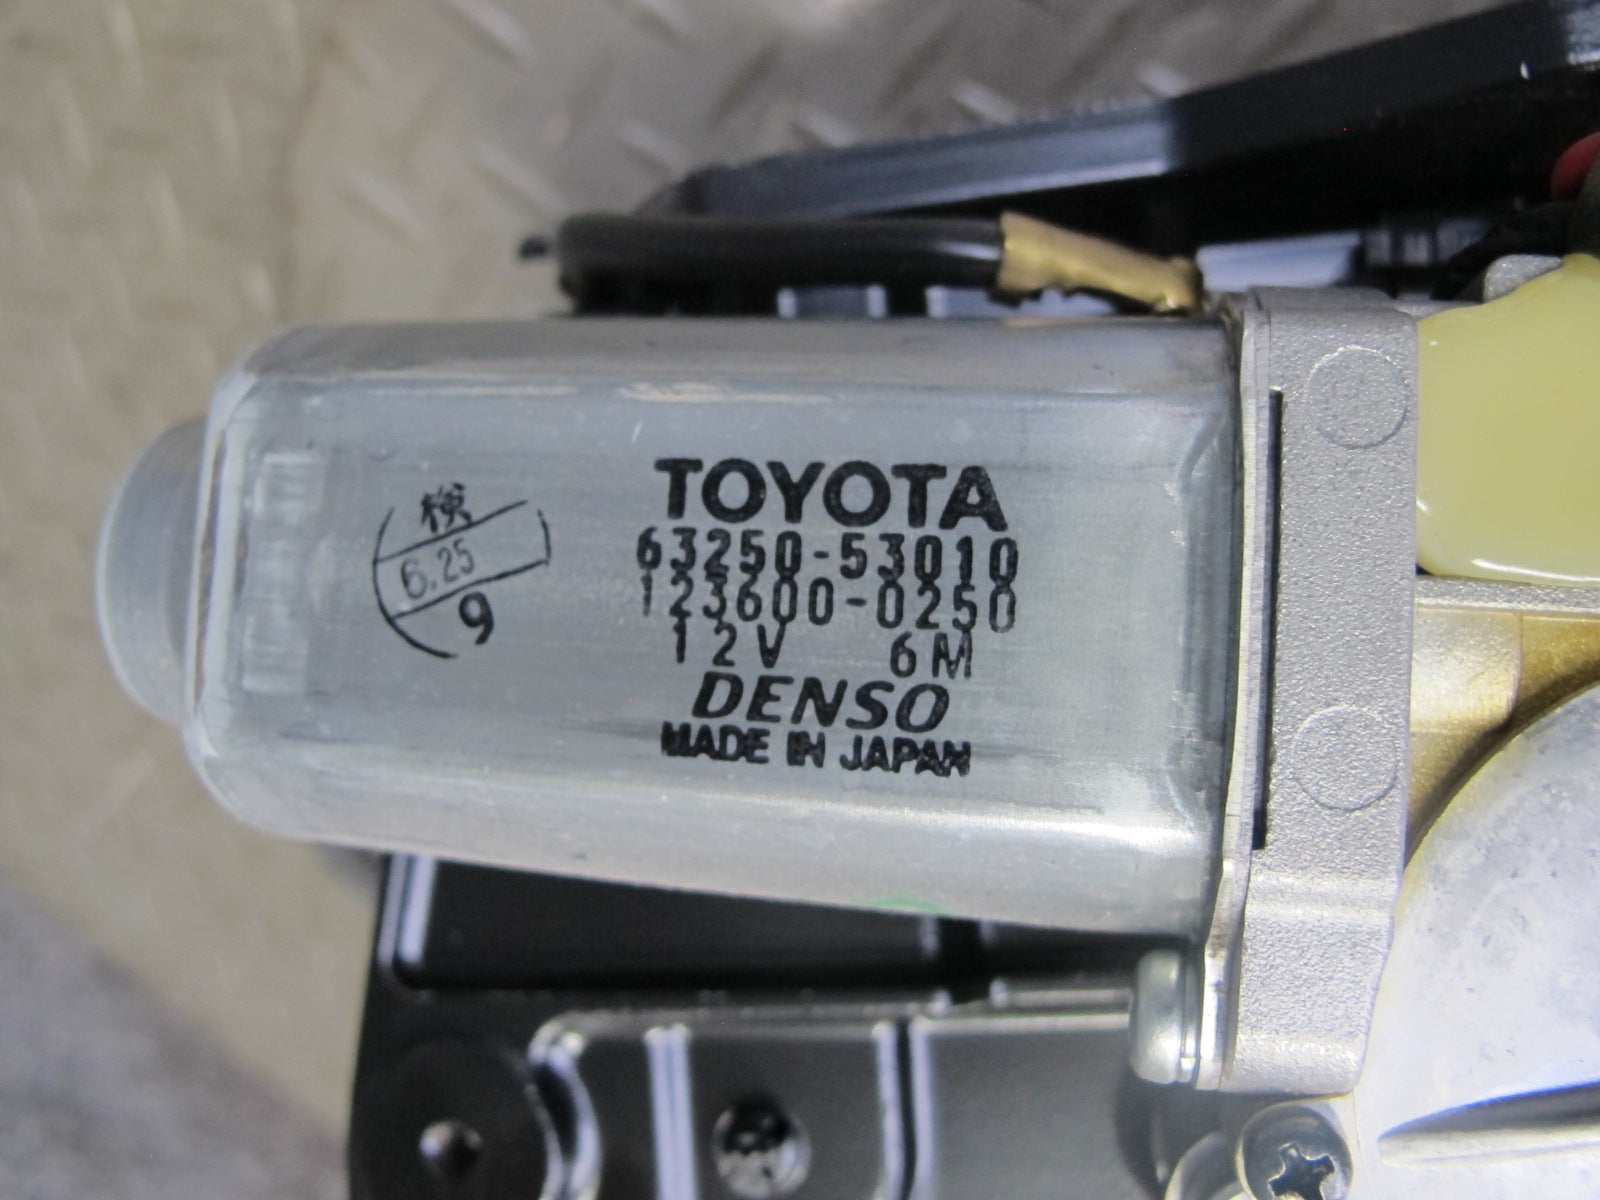 検
6.25
9
TOYOTA
63250-53010
123600-0250
12V 6M
DENSO
MADE IN JAPAN